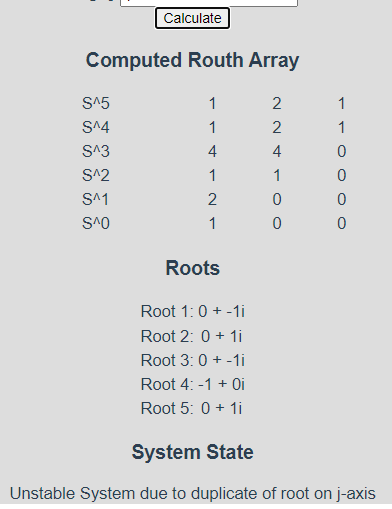 Calculate
Computed Routh Array
S^5 1 2 1
S^4 1 2 1
S^3 4 4 0
S^2 1 1 0
S^1 2 0 0
S^0 1 0 0
Roots
Root 1: 0 + -1i
Root 2: 0 + 1i
Root 3: 0 + -1i
Root 4: -1 + 0i
Root 5: 0 + 1i
System State
Unstable System due to duplicate of root on j-axis